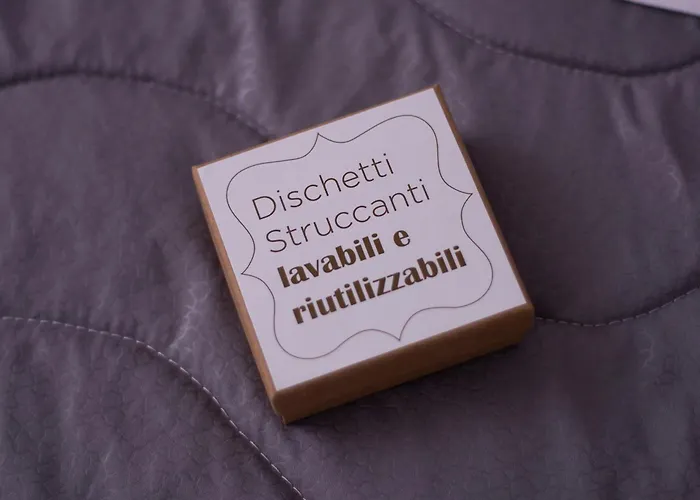 Dischetti
Struccanti
lavabili e
riutilizzabili